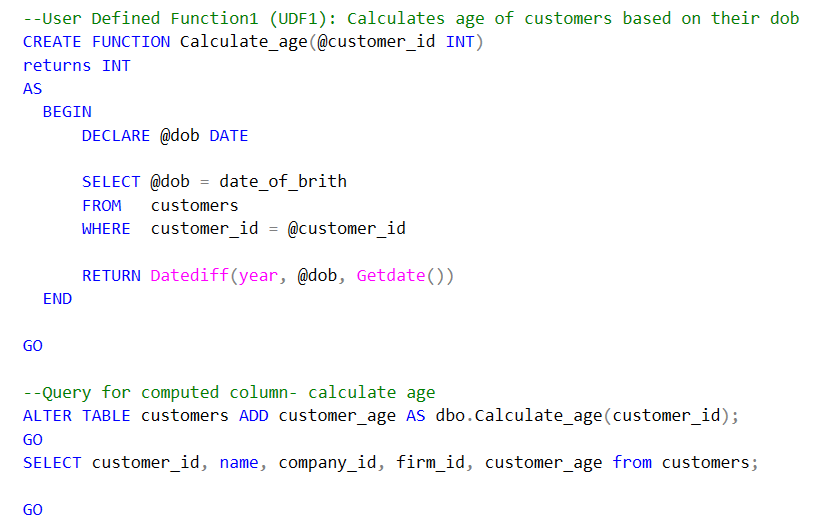 --User Defined Function1 (UDF1): Calculates age of customers based on their dob
CREATE FUNCTION Calculate_age(@customer_id INT)
returns INT
AS
BEGIN
DECLARE @dob DATE
SELECT @dob = date_of_brith
FROM customers
WHERE customer_id = @customer_id
RETURN Datediff(year, @dob, Getdate())
END
GO
--Query for computed column- calculate age
ALTER TABLE customers ADD customer_age AS dbo.Calculate_age(customer_id);
GO
SELECT customer_id, name, company_id, firm_id, customer_age from customers;
GO